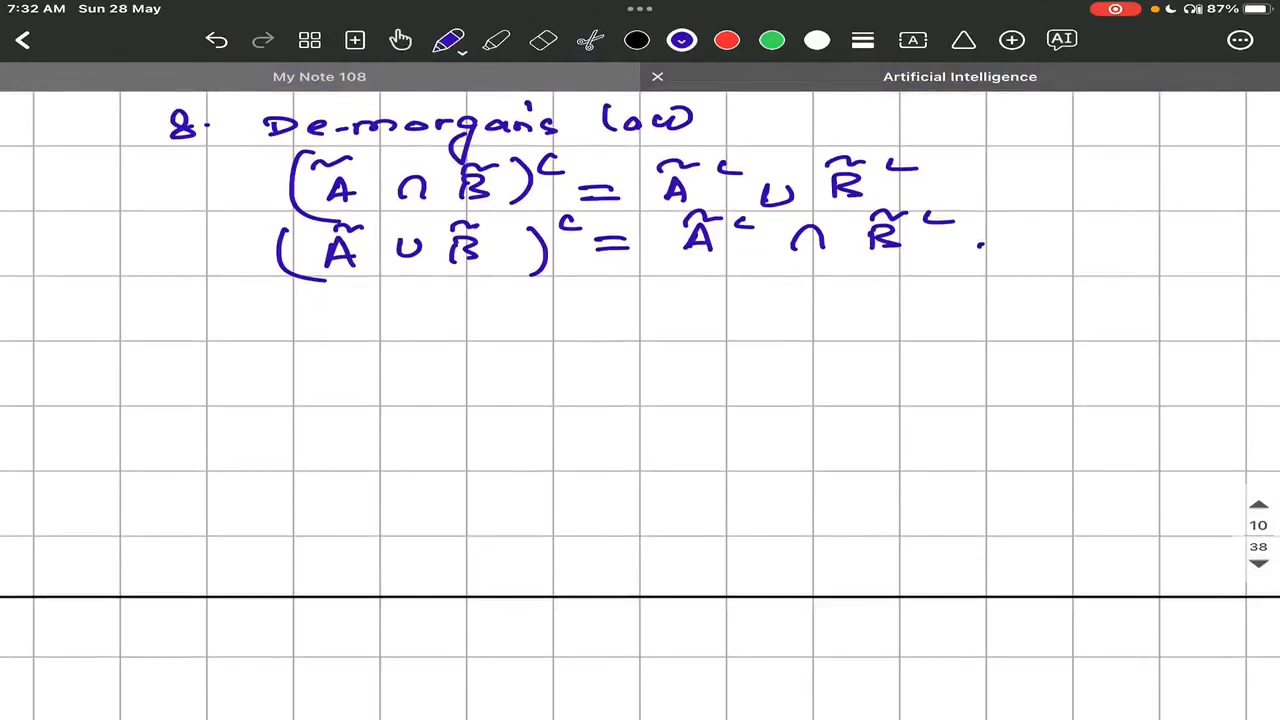 7:32 AM Sun 28 May 87%
A AI
My Note 108 Artificial Intelligence
8. De-morgan's law
(Ã ∩ B̃)ᶜ = Ãᶜ ∪ B̃ᶜ
(Ã ∪ B̃)ᶜ = Ãᶜ ∩ B̃ᶜ.
10
38